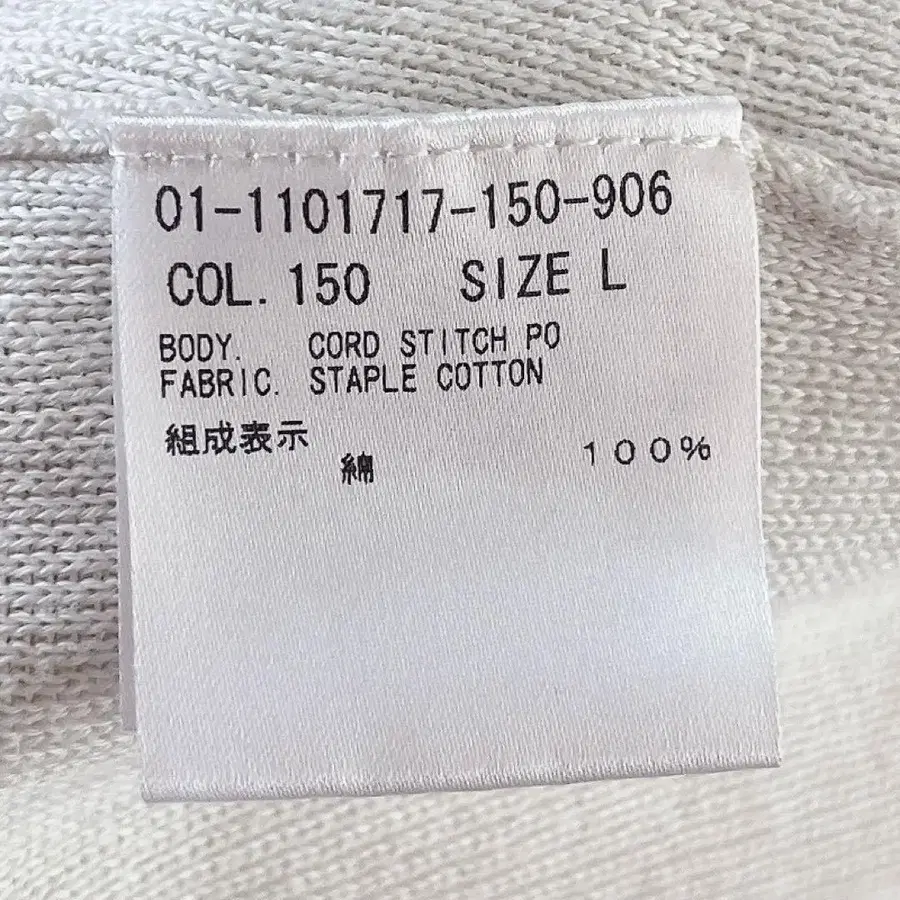 01-1101717-150-906
COL. 150 SIZE L
BODY. CORD STITCH PO
FABRIC. STAPLE COTTON
組成表示
綿 100%